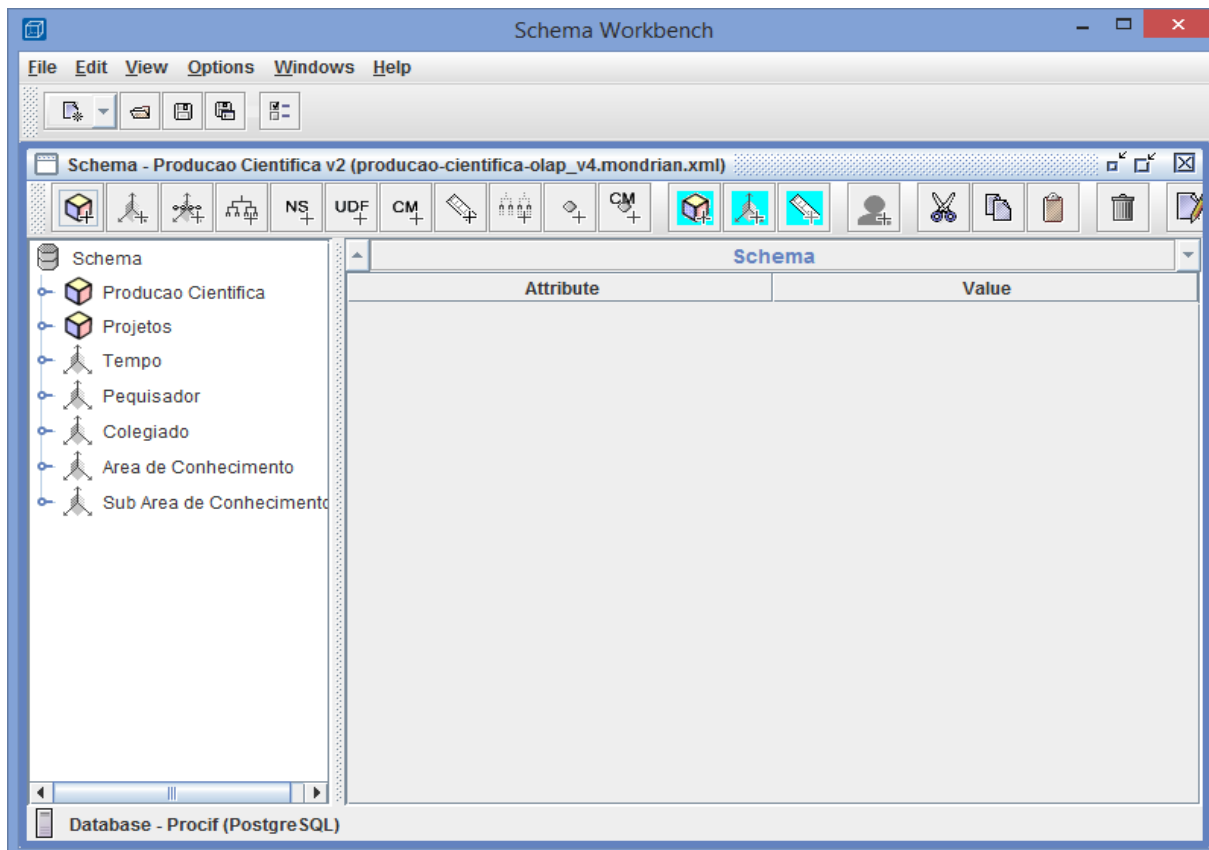 Schema Workbench
File Edit View Options Windows Help
Schema - Producao Cientifica v2 (producao-cientifica-olap_v4.mondrian.xml)
NS UDF CM CM
Schema
Schema
Attribute Value
Producao Cientifica
Projetos
Tempo
Pequisador
Colegiado
Area de Conhecimento
Sub Area de Conhecimento
Database - Procif (PostgreSQL)